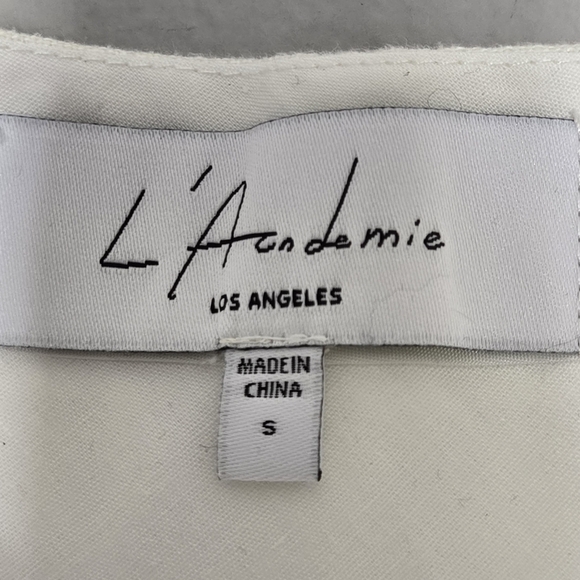 L'Academie
LOS ANGELES
MADE IN
CHINA
S